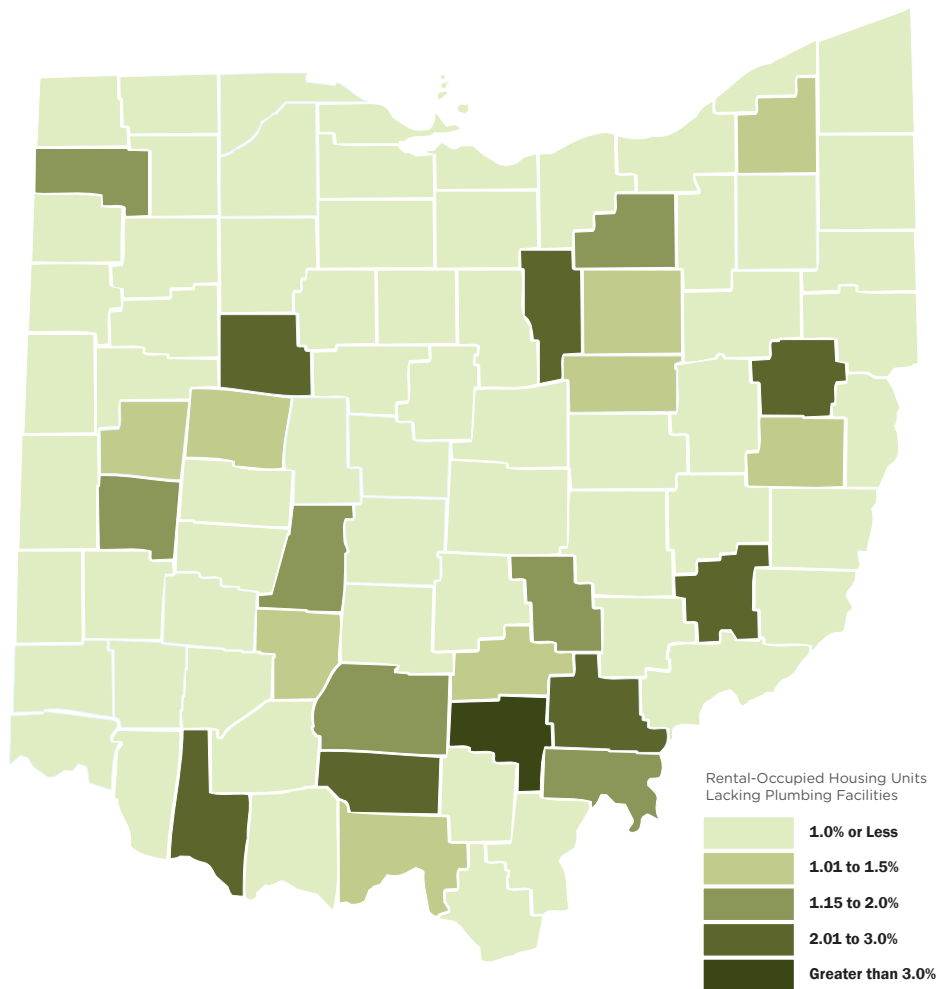 Rental-Occupied Housing Units
Lacking Plumbing Facilities
1.0% or Less
1.01 to 1.5%
1.15 to 2.0%
2.01 to 3.0%
Greater than 3.0%